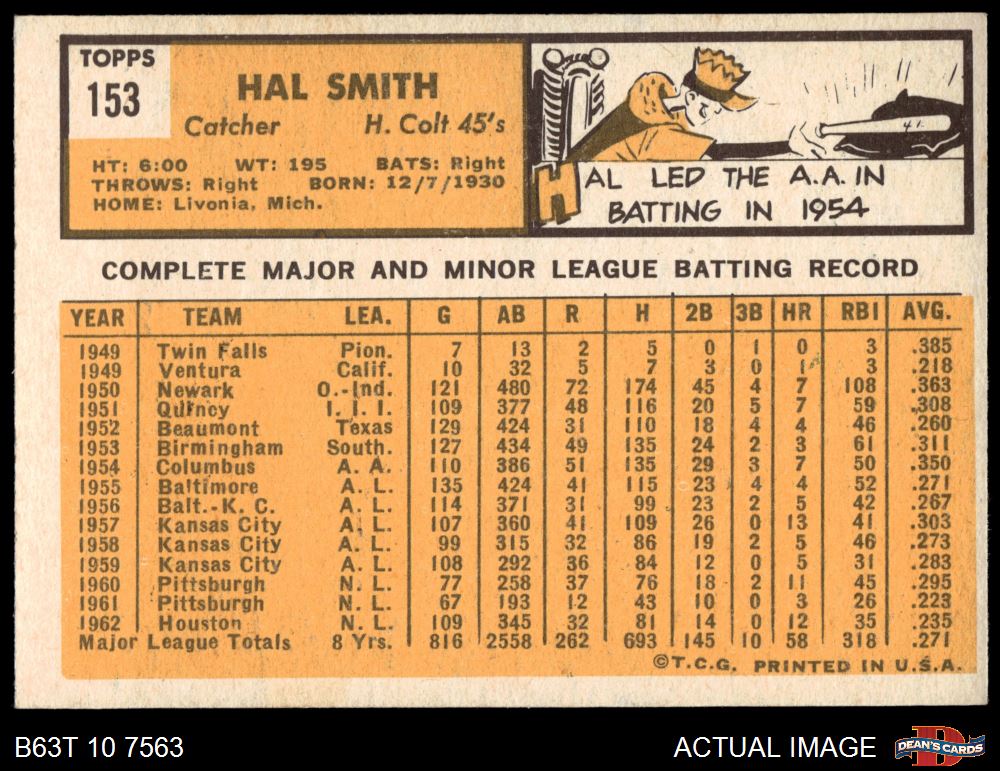 TOPPS
153
HAL SMITH
Catcher H. Colt 45's
HT: 6:00 WT: 195 BATS: Right
THROWS: Right BORN: 12/7/1930
HOME: Livonia, Mich.
HAL LED THE A.A. IN
BATTING IN 1954
COMPLETE MAJOR AND MINOR LEAGUE BATTING RECORD
YEAR TEAM LEA. G AB R H 2B 3B HR RBI AVG.
1949 Twin Falls Pion. 7 13 2 5 0 1 0 3 .385
1949 Ventura Calif. 10 32 5 7 3 0 1 3 .218
1950 Newark O.-Ind. 121 480 72 174 45 4 7 108 .363
1951 Quincy I. I. I. 109 377 48 116 20 5 7 59 .308
1952 Beaumont Texas 129 424 31 110 18 4 4 46 .260
1953 Birmingham South. 127 434 49 135 24 2 3 61 .311
1954 Columbus A. A. 110 386 51 135 29 3 7 50 .350
1955 Baltimore A. L. 135 424 41 115 23 4 4 52 .271
1956 Balt.-K. C. A. L. 114 371 31 99 23 2 5 42 .267
1957 Kansas City A. L. 107 360 41 109 26 0 13 41 .303
1958 Kansas City A. L. 99 315 32 86 19 2 5 46 .273
1959 Kansas City A. L. 108 292 36 84 12 0 5 31 .283
1960 Pittsburgh N. L. 77 258 37 76 18 2 11 45 .295
1961 Pittsburgh N. L. 67 193 12 43 10 0 3 26 .223
1962 Houston N. L. 109 345 32 81 14 0 12 35 .235
Major League Totals 8 Yrs. 816 2558 262 693 145 10 58 318 .271
©T.C.G. PRINTED IN U.S.A.
B63T 10 7563 ACTUAL IMAGE DEAN'S CARDS